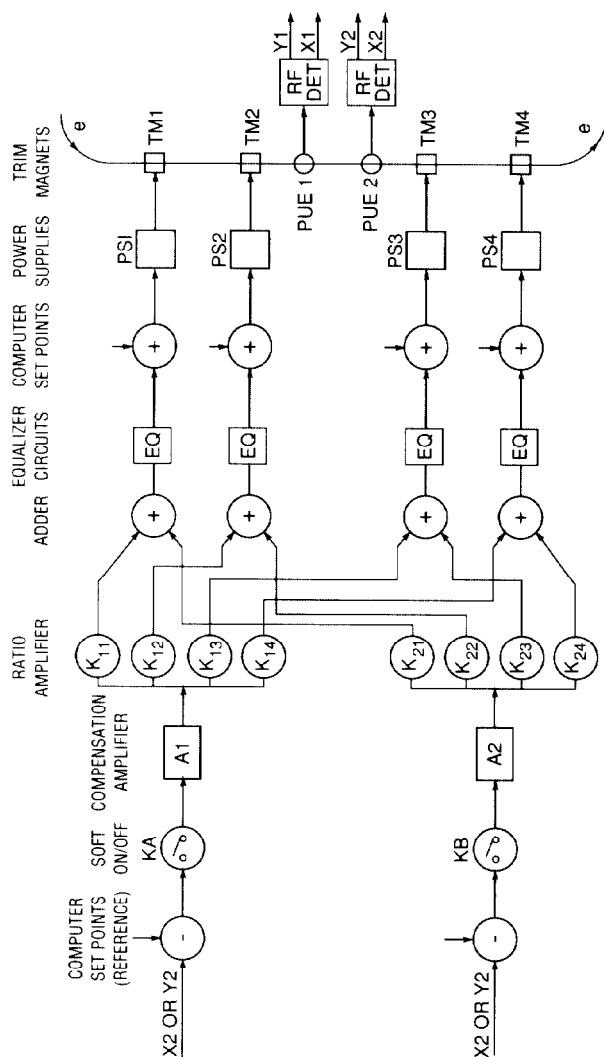 Y1
X1
Y2
X2
RF
DET
RF
DET
e
TM1
TM2
PUE 1
PUE 2
TM3
TM4
e
TRIM
MAGNETS
POWER
SUPPLIES
PSI
PS2
PS3
PS4
COMPUTER
SET POINTS
+
+
+
+
EQUALIZER
CIRCUITS
EQ
EQ
EQ
EQ
ADDER
+
+
+
+
RATIO
AMPLIFIER
K11
K12
K13
K14
K21
K22
K23
K24
COMPENSATION
AMPLIFIER
A1
A2
SOFT
ON/OFF
KA
KB
COMPUTER
SET POINTS
(REFERENCE)
-
-
X2 OR Y2
X2 OR Y2